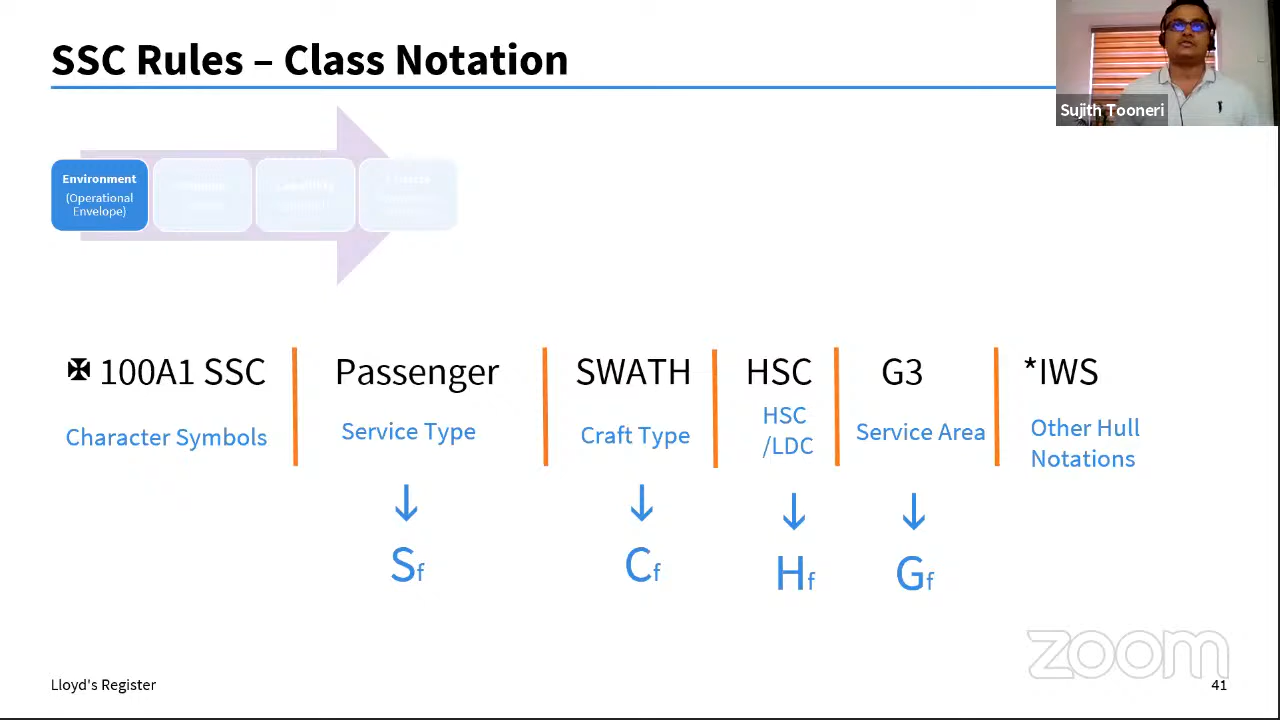 SSC Rules – Class Notation
Sujith Tooneri
Environment
(Operational
Envelope)
✠ 100A1 SSC
Passenger
SWATH
HSC
G3
*IWS
Character Symbols
Service Type
Craft Type
HSC
/LDC
Service Area
Other Hull
Notations
Sf
Cf
Hf
Gf
zoom
Lloyd's Register
41